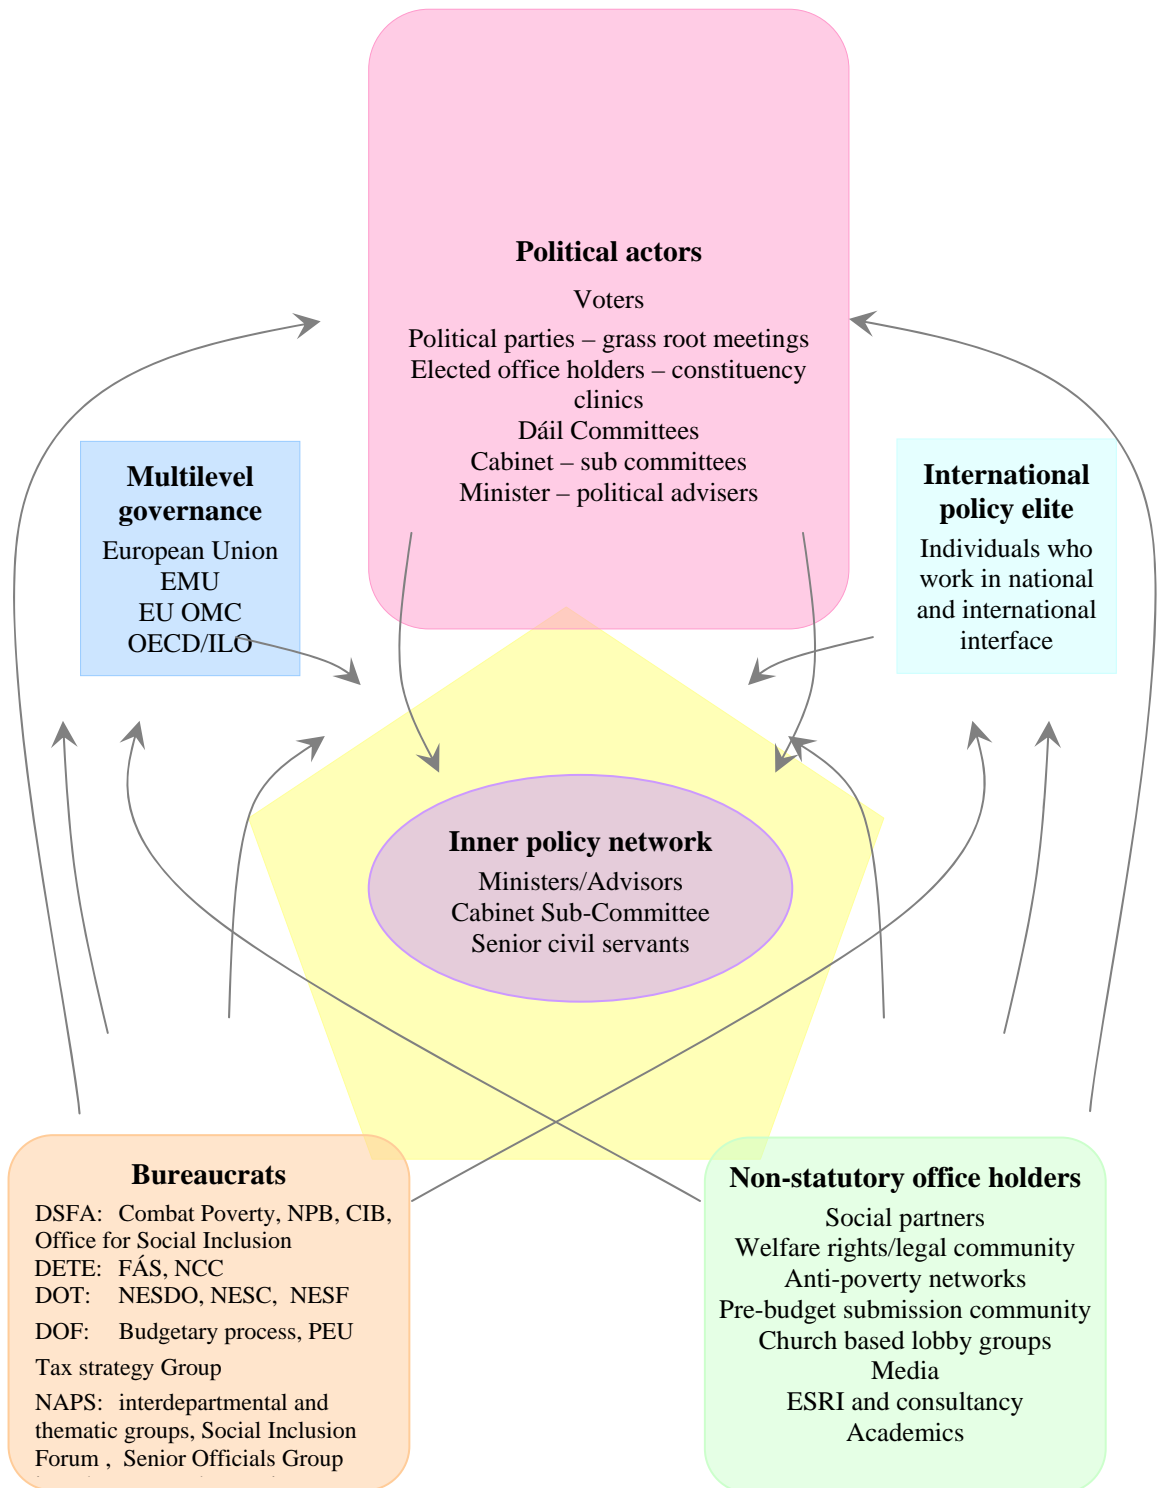 Political actors
Voters
Political parties – grass root meetings
Elected office holders – constituency
clinics
Dáil Committees
Cabinet – sub committees
Minister – political advisers
Multilevel
governance
European Union
EMU
EU OMC
OECD/ILO
International
policy elite
Individuals who
work in national
and international
interface
Inner policy network
Ministers/Advisors
Cabinet Sub-Committee
Senior civil servants
Bureaucrats
DSFA: Combat Poverty, NPB, CIB,
Office for Social Inclusion
DETE: FÁS, NCC
DOT: NESDO, NESC, NESF
DOF: Budgetary process, PEU
Tax strategy Group
NAPS: interdepartmental and
thematic groups, Social Inclusion
Forum , Senior Officials Group
Non-statutory office holders
Social partners
Welfare rights/legal community
Anti-poverty networks
Pre-budget submission community
Church based lobby groups
Media
ESRI and consultancy
Academics